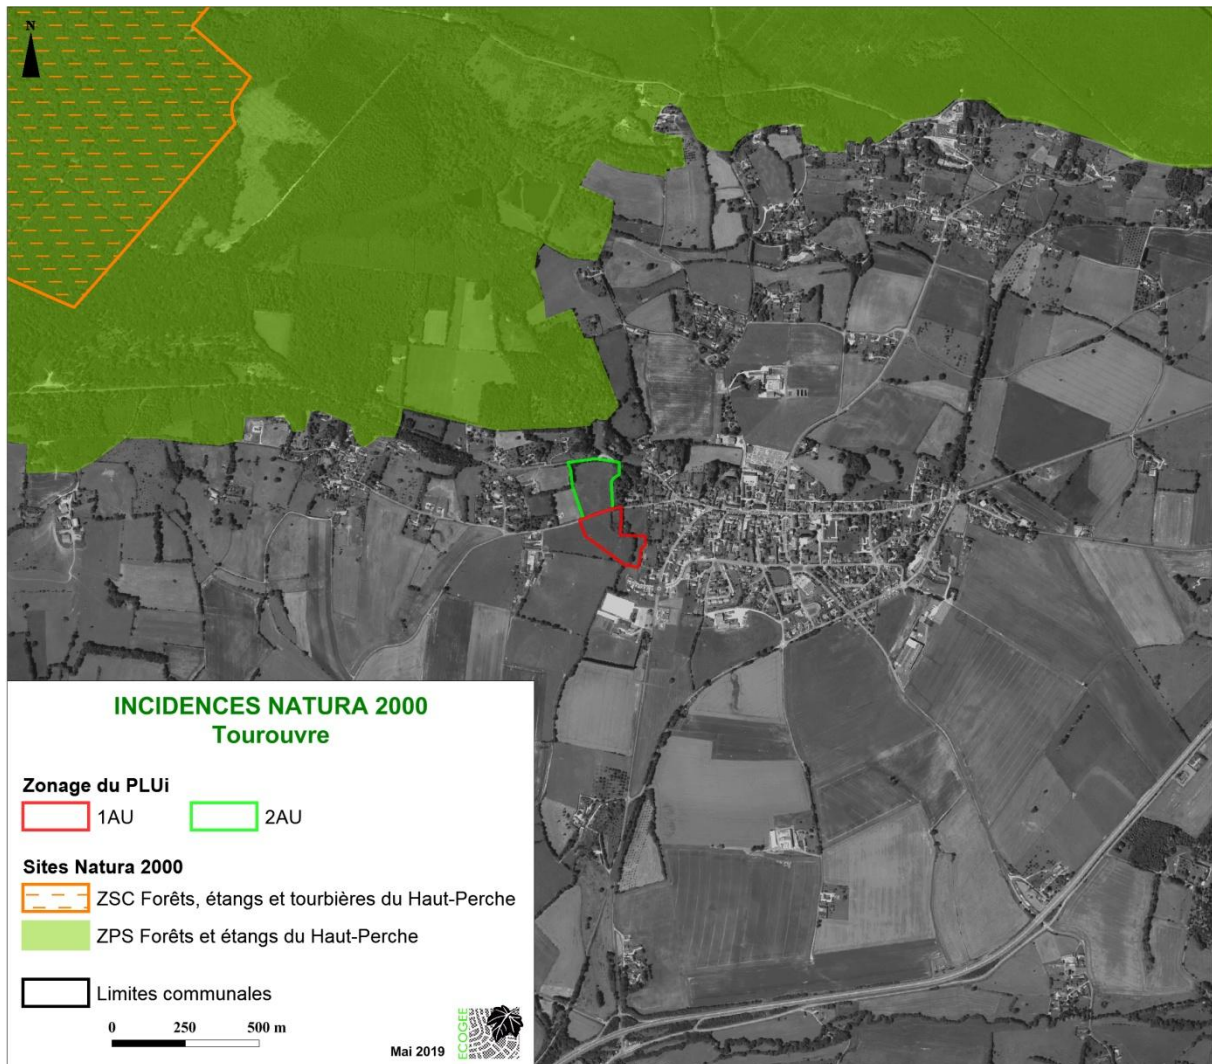 N
INCIDENCES NATURA 2000
Tourouvre
Zonage du PLUi
1AU 2AU
Sites Natura 2000
ZSC Forêts, étangs et tourbières du Haut-Perche
ZPS Forêts et étangs du Haut-Perche
Limites communales
0 250 500 m
Mai 2019
ECOGEE